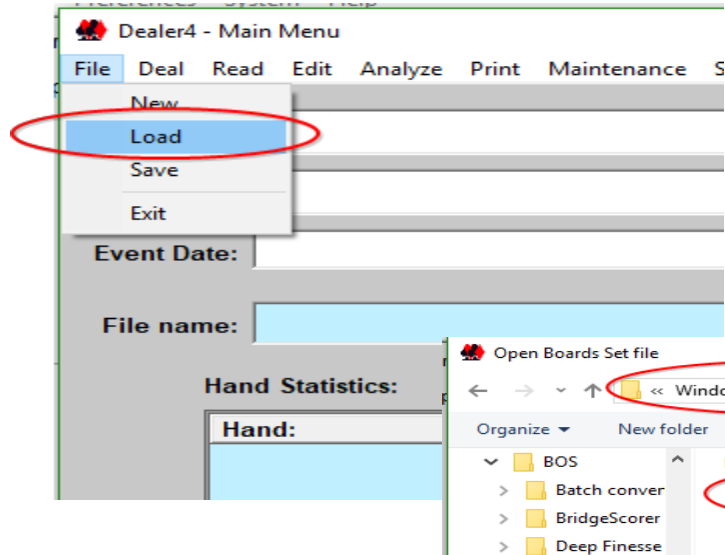 Dealer4 - Main Menu
File Deal Read Edit Analyze Print Maintenance S
New
Load
Save
Exit
Event Date:
File name:
Hand Statistics:
Hand:
Open Boards Set file
« Windo
Organize New folder
BOS
Batch conver
BridgeScorer
Deep Finesse